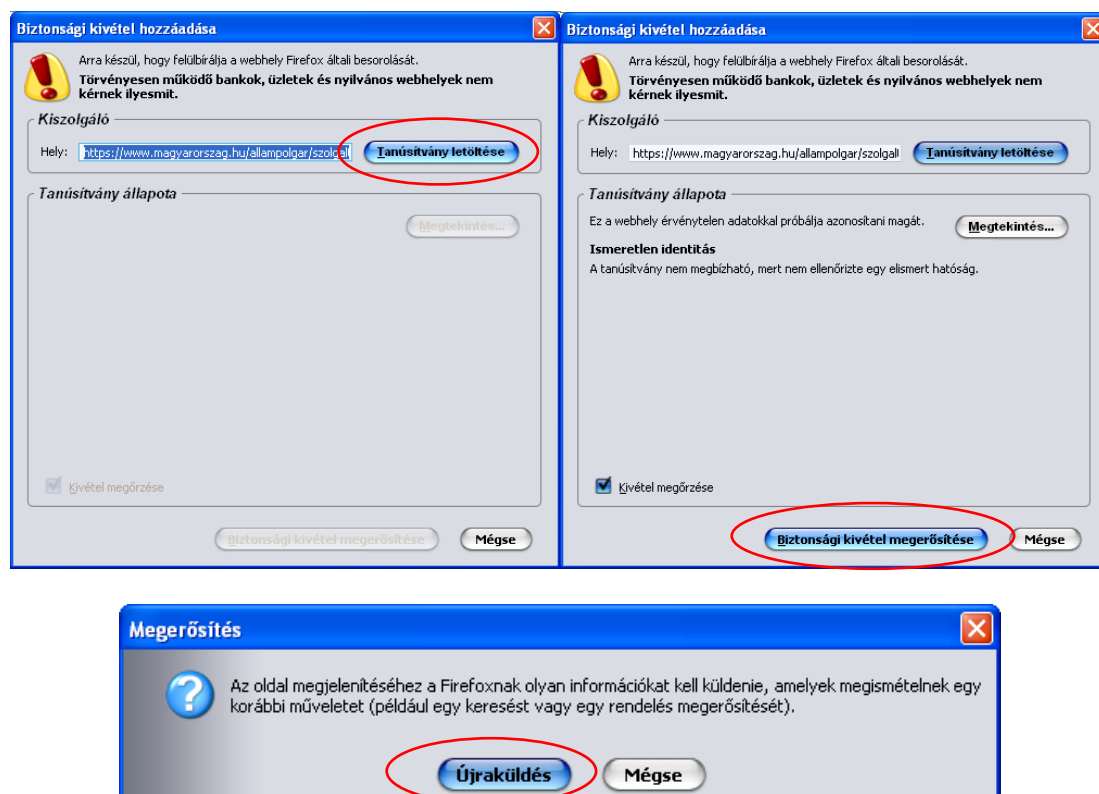 Biztonsági kivétel hozzáadása
Arra készül, hogy felülbírálja a webhely Firefox általi besorolását.
Törvényesen működő bankok, üzletek és nyilvános webhelyek nem
kérnek ilyesmit.
Kiszolgáló
Hely: https://www.magyarorszag.hu/allampolgar/szolgall Tanúsítvány letöltése
Tanúsítvány állapota
Megtekintés...
Kivétel megőrzése
Biztonsági kivétel megerősítése Mégse
Biztonsági kivétel hozzáadása
Arra készül, hogy felülbírálja a webhely Firefox általi besorolását.
Törvényesen működő bankok, üzletek és nyilvános webhelyek nem
kérnek ilyesmit.
Kiszolgáló
Hely: https://www.magyarorszag.hu/allampolgar/szolgall Tanúsítvány letöltése
Tanúsítvány állapota
Ez a webhely érvénytelen adatokkal próbálja azonosítani magát. Megtekintés...
Ismeretlen identitás
A tanúsítvány nem megbízható, mert nem ellenőrizte egy elismert hatóság.
Kivétel megőrzése
Biztonsági kivétel megerősítése Mégse
Megerősítés
Az oldal megjelenítéséhez a Firefoxnak olyan információkat kell küldenie, amelyek megismételnek egy
korábbi műveletet (például egy keresést vagy egy rendelés megerősítését).
Újraküldés Mégse